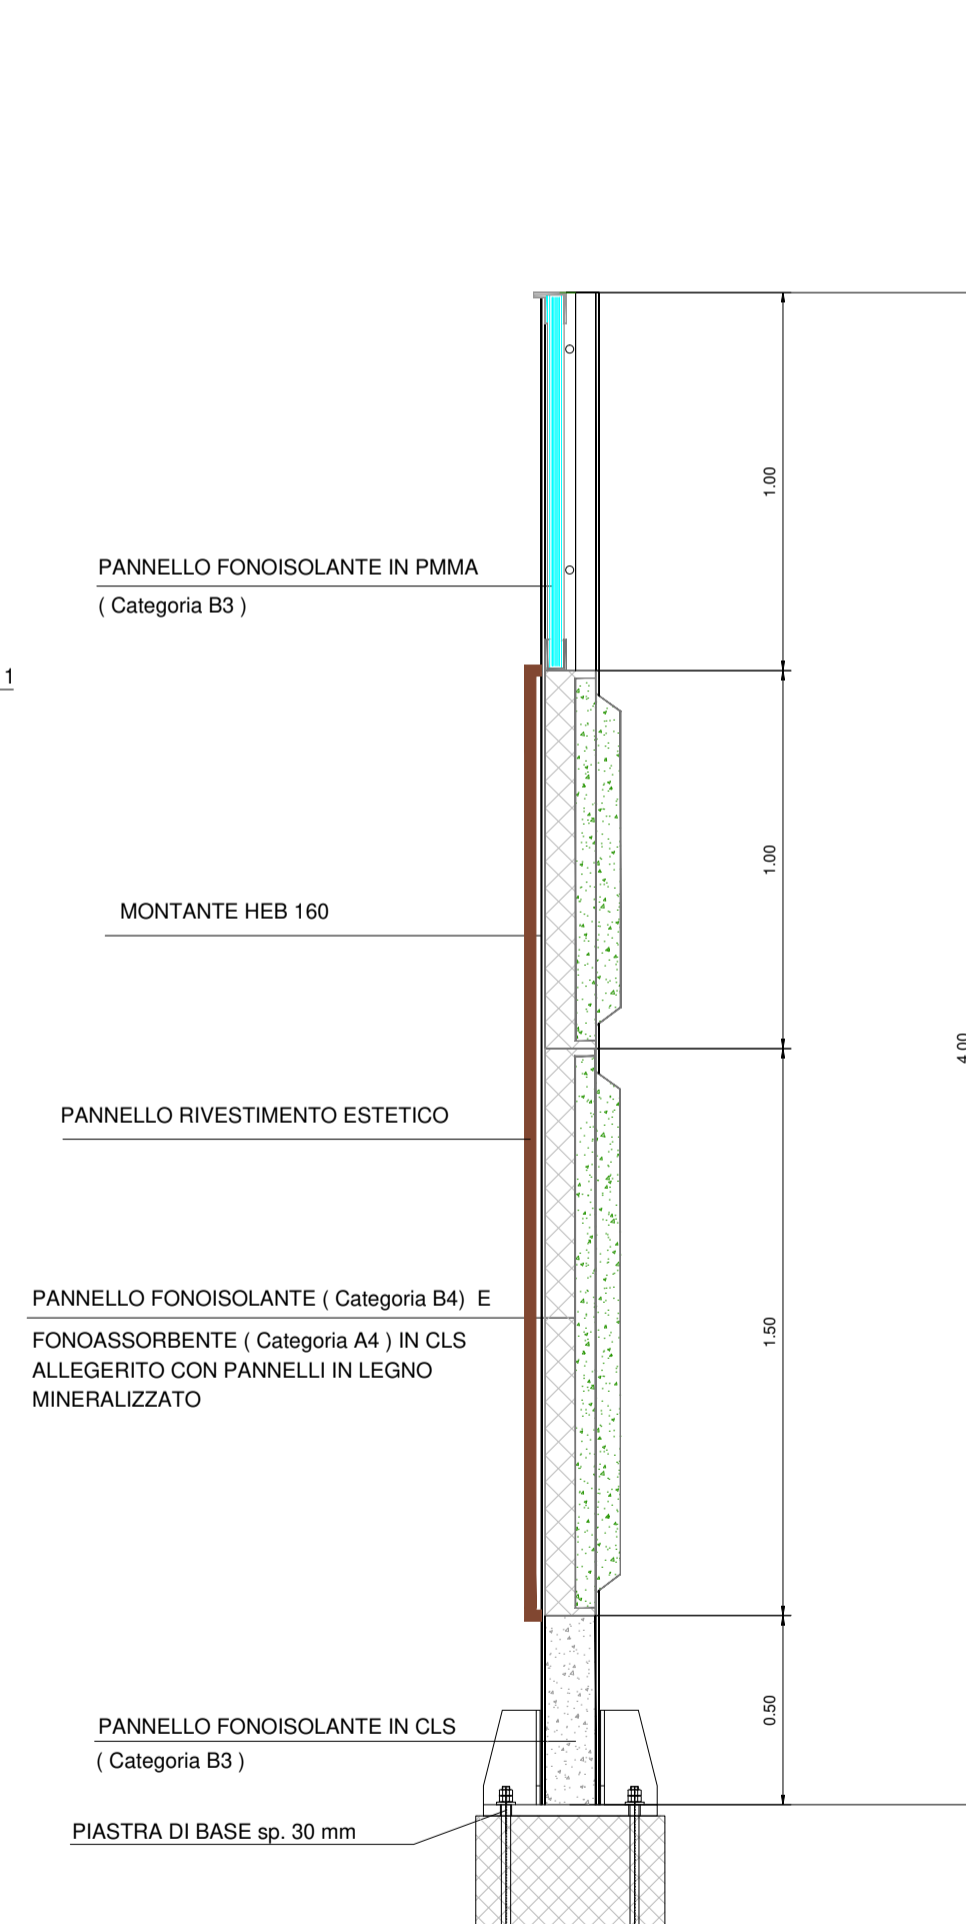 1.00
PANNELLO FONOISOLANTE IN PMMA
( Categoria B3 )
1
1.00
MONTANTE HEB 160
4.00
PANNELLO RIVESTIMENTO ESTETICO
PANNELLO FONOISOLANTE ( Categoria B4) E
FONOASSORBENTE ( Categoria A4 ) IN CLS
ALLEGERITO CON PANNELLI IN LEGNO
MINERALIZZATO
1.50
0.50
PANNELLO FONOISOLANTE IN CLS
( Categoria B3 )
PIASTRA DI BASE sp. 30 mm